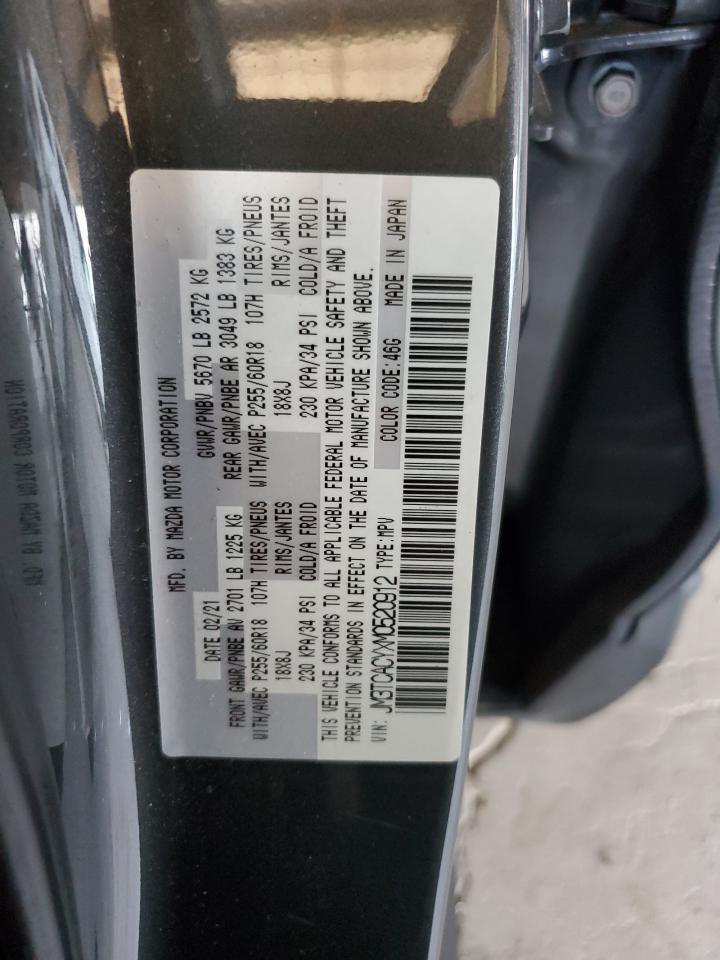 MFD. BY MAZDA MOTOR CORPORATION
DATE 02/21 GVWR/PNBV 5670 LB 2572 KG
FRONT GAWR/PNBE AV 2701 LB 1225 KG REAR GAWR/PNBE AR 3049 LB 1383 KG
WITH/AVEC P255/60R18 107H TIRES/PNEUS WITH/AVEC P255/60R18 107H TIRES/PNEUS
18X8J RIMS/JANTES 18X8J RIMS/JANTES
230 KPA/34 PSI COLD/A FROID 230 KPA/34 PSI COLD/A FROID
THIS VEHICLE CONFORMS TO ALL APPLICABLE FEDERAL MOTOR VEHICLE SAFETY AND THEFT
PREVENTION STANDARDS IN EFFECT ON THE DATE OF MANUFACTURE SHOWN ABOVE.
VIN: JM3TCACYXM0520912 TYPE:MPV COLOR CODE:46G MADE IN JAPAN